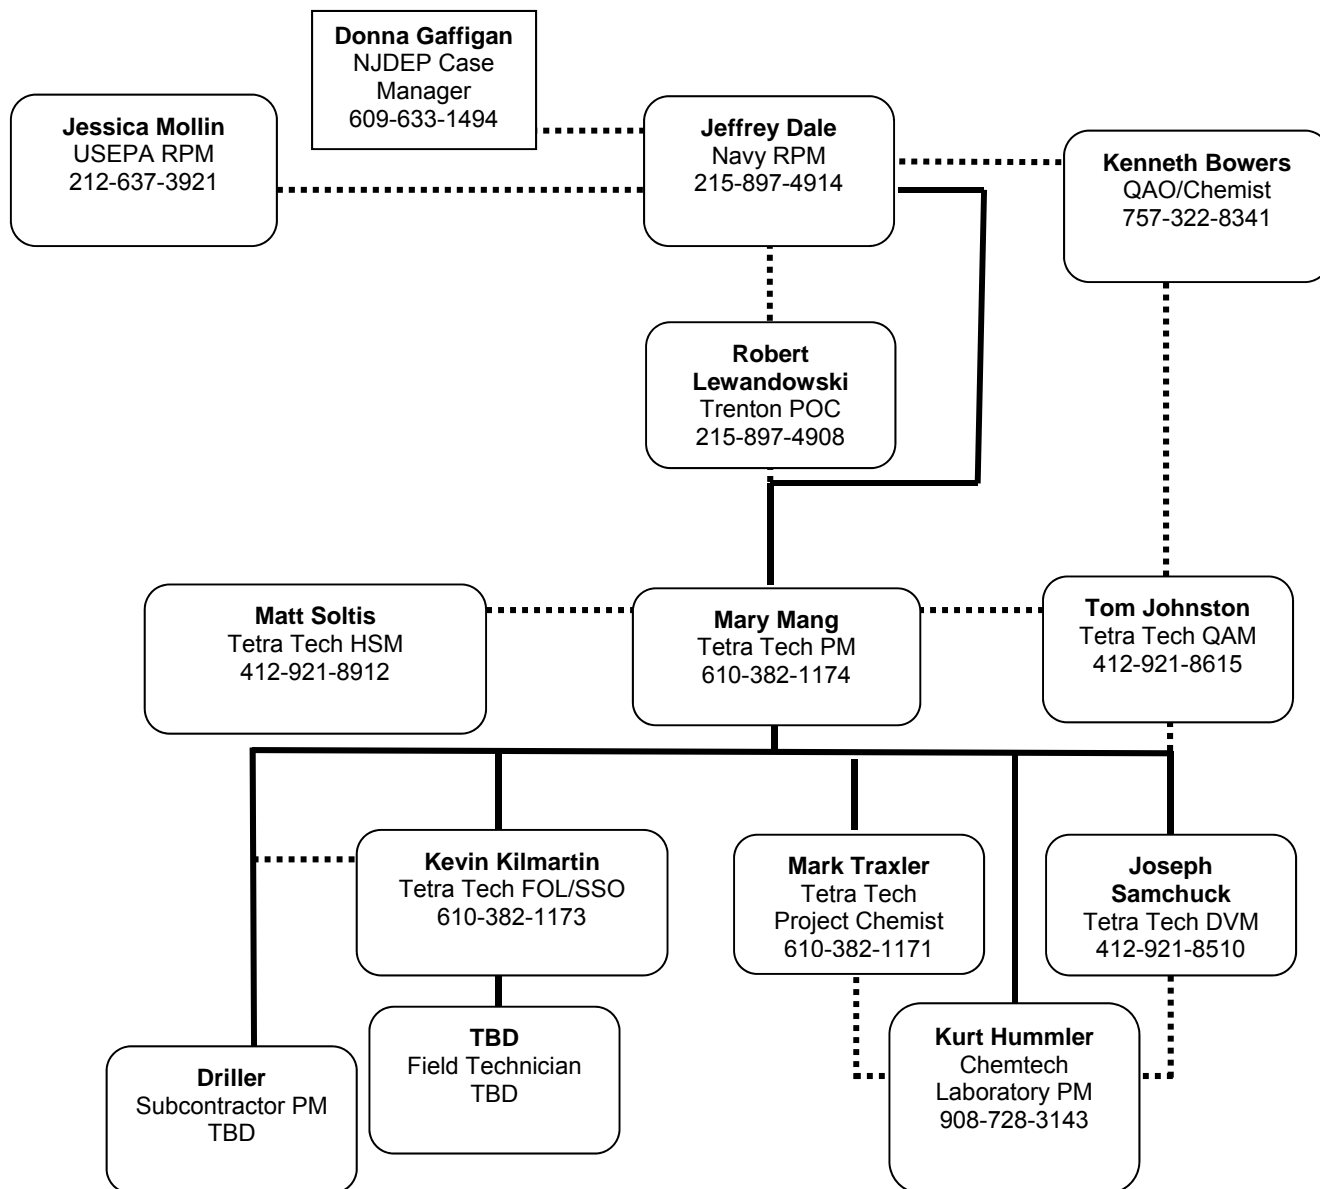 Donna Gaffigan
NJDEP Case
Manager
609-633-1494
Jessica Mollin
USEPA RPM
212-637-3921
Jeffrey Dale
Navy RPM
215-897-4914
Kenneth Bowers
QAO/Chemist
757-322-8341
Robert
Lewandowski
Trenton POC
215-897-4908
Matt Soltis
Tetra Tech HSM
412-921-8912
Mary Mang
Tetra Tech PM
610-382-1174
Tom Johnston
Tetra Tech QAM
412-921-8615
Kevin Kilmartin
Tetra Tech FOL/SSO
610-382-1173
Mark Traxler
Tetra Tech
Project Chemist
610-382-1171
Joseph
Samchuck
Tetra Tech DVM
412-921-8510
Driller
Subcontractor PM
TBD
TBD
Field Technician
TBD
Kurt Hummler
Chemtech
Laboratory PM
908-728-3143